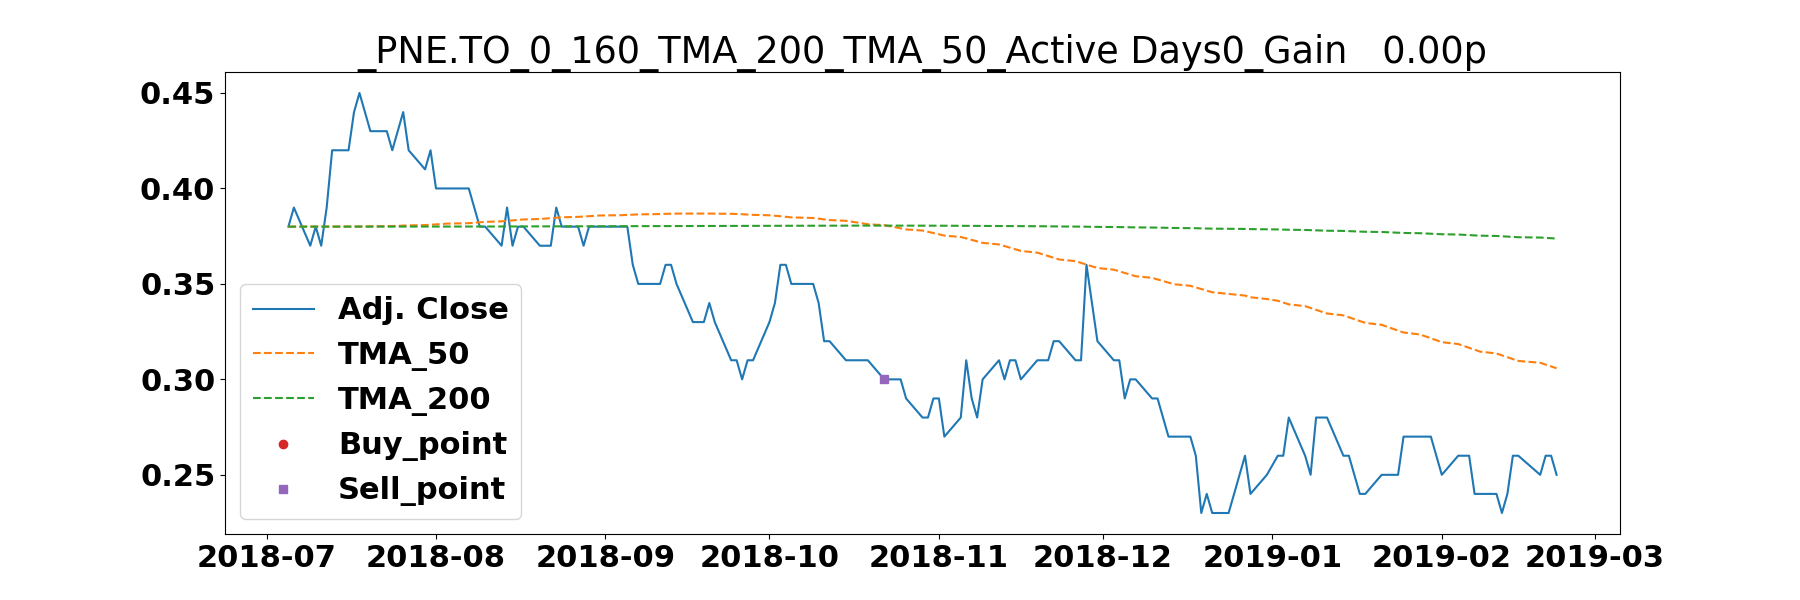 _PNE.TO_0_160_TMA_200_TMA_50_Active Days0_Gain   0.00p
0.45
0.40
0.35
0.30
0.25
Adj. Close
TMA_50
TMA_200
Buy_point
Sell_point
2018-07 2018-08 2018-09 2018-10 2018-11 2018-12 2019-01 2019-02 2019-03